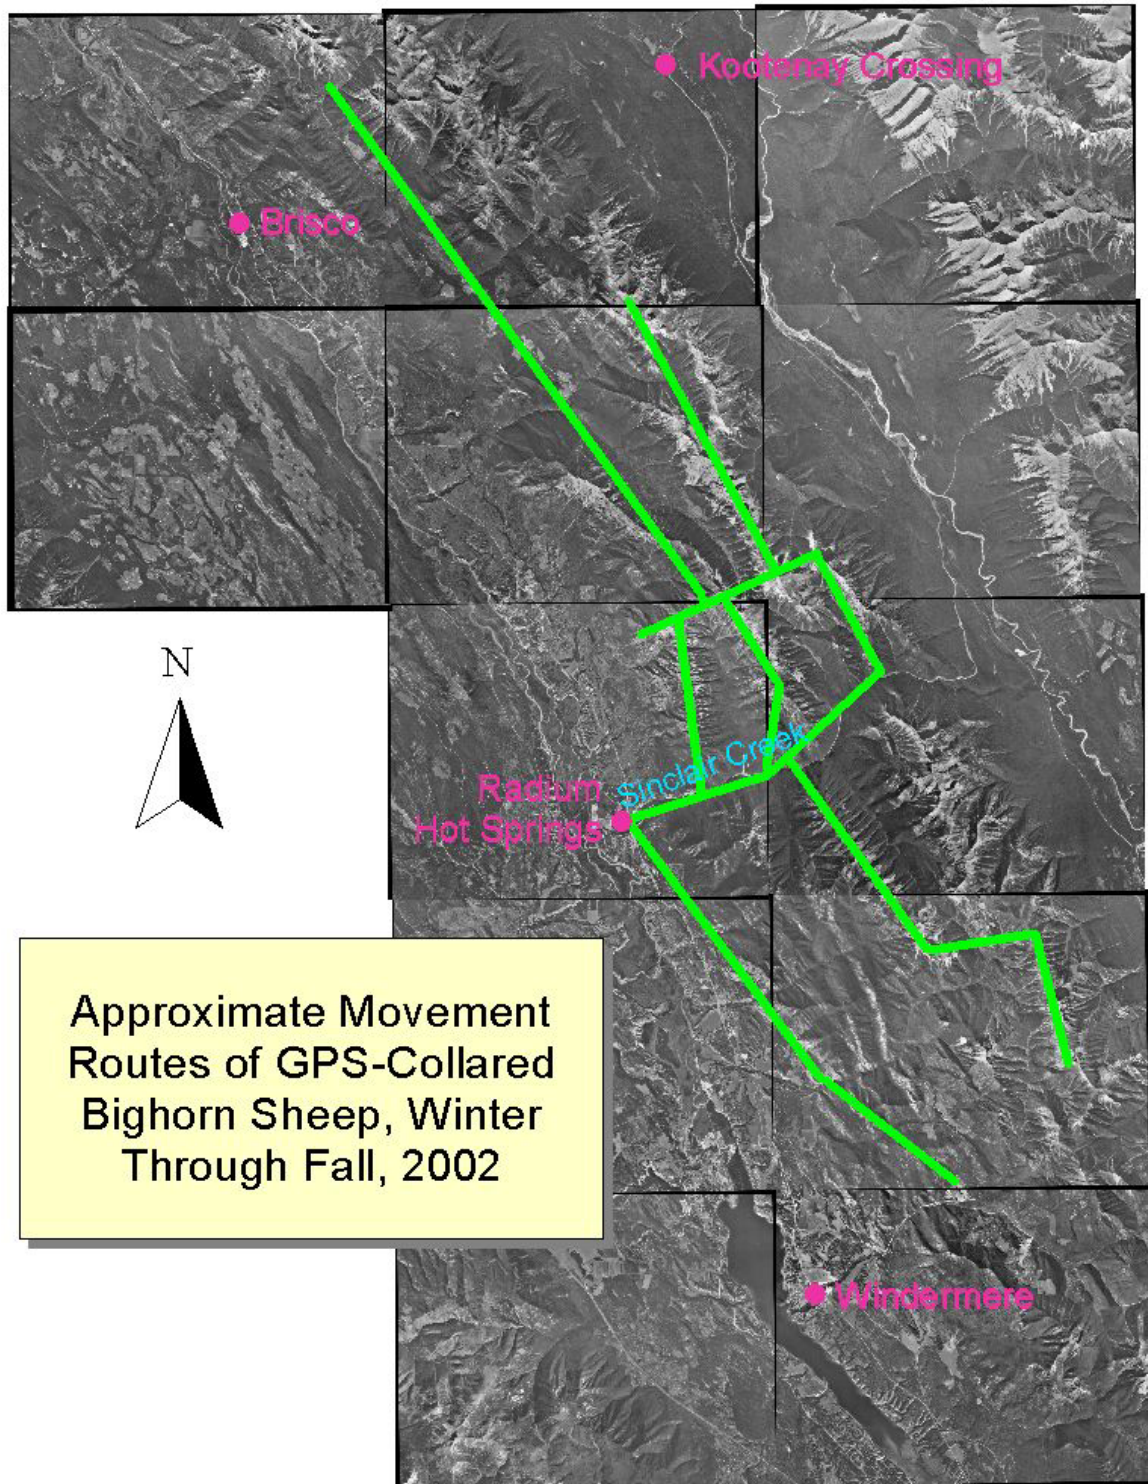 Kootenay Crossing
Brisco
N
Sinclair Creek
Radium
Hot Springs
Approximate Movement
Routes of GPS-Collared
Bighorn Sheep, Winter
Through Fall, 2002
Windermere